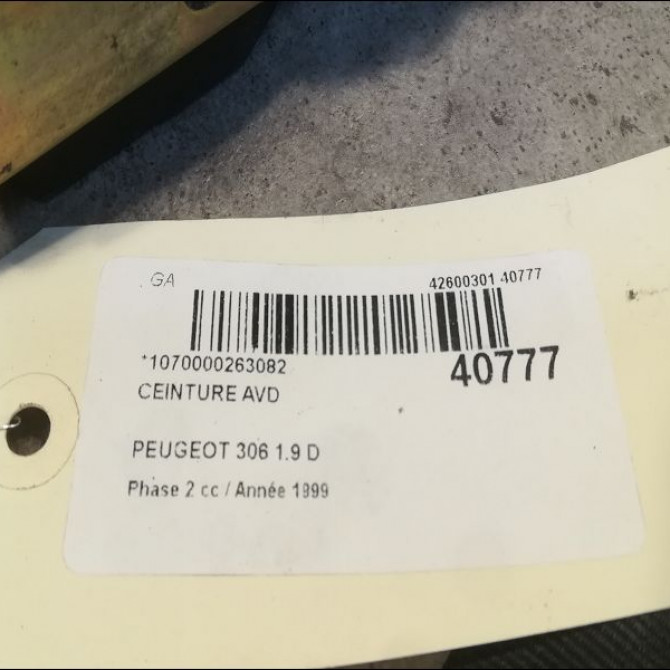 . GA
42600301 40777
*1070000263082
40777
CEINTURE AVD
PEUGEOT 306 1.9 D
Phase 2 cc / Année 1999